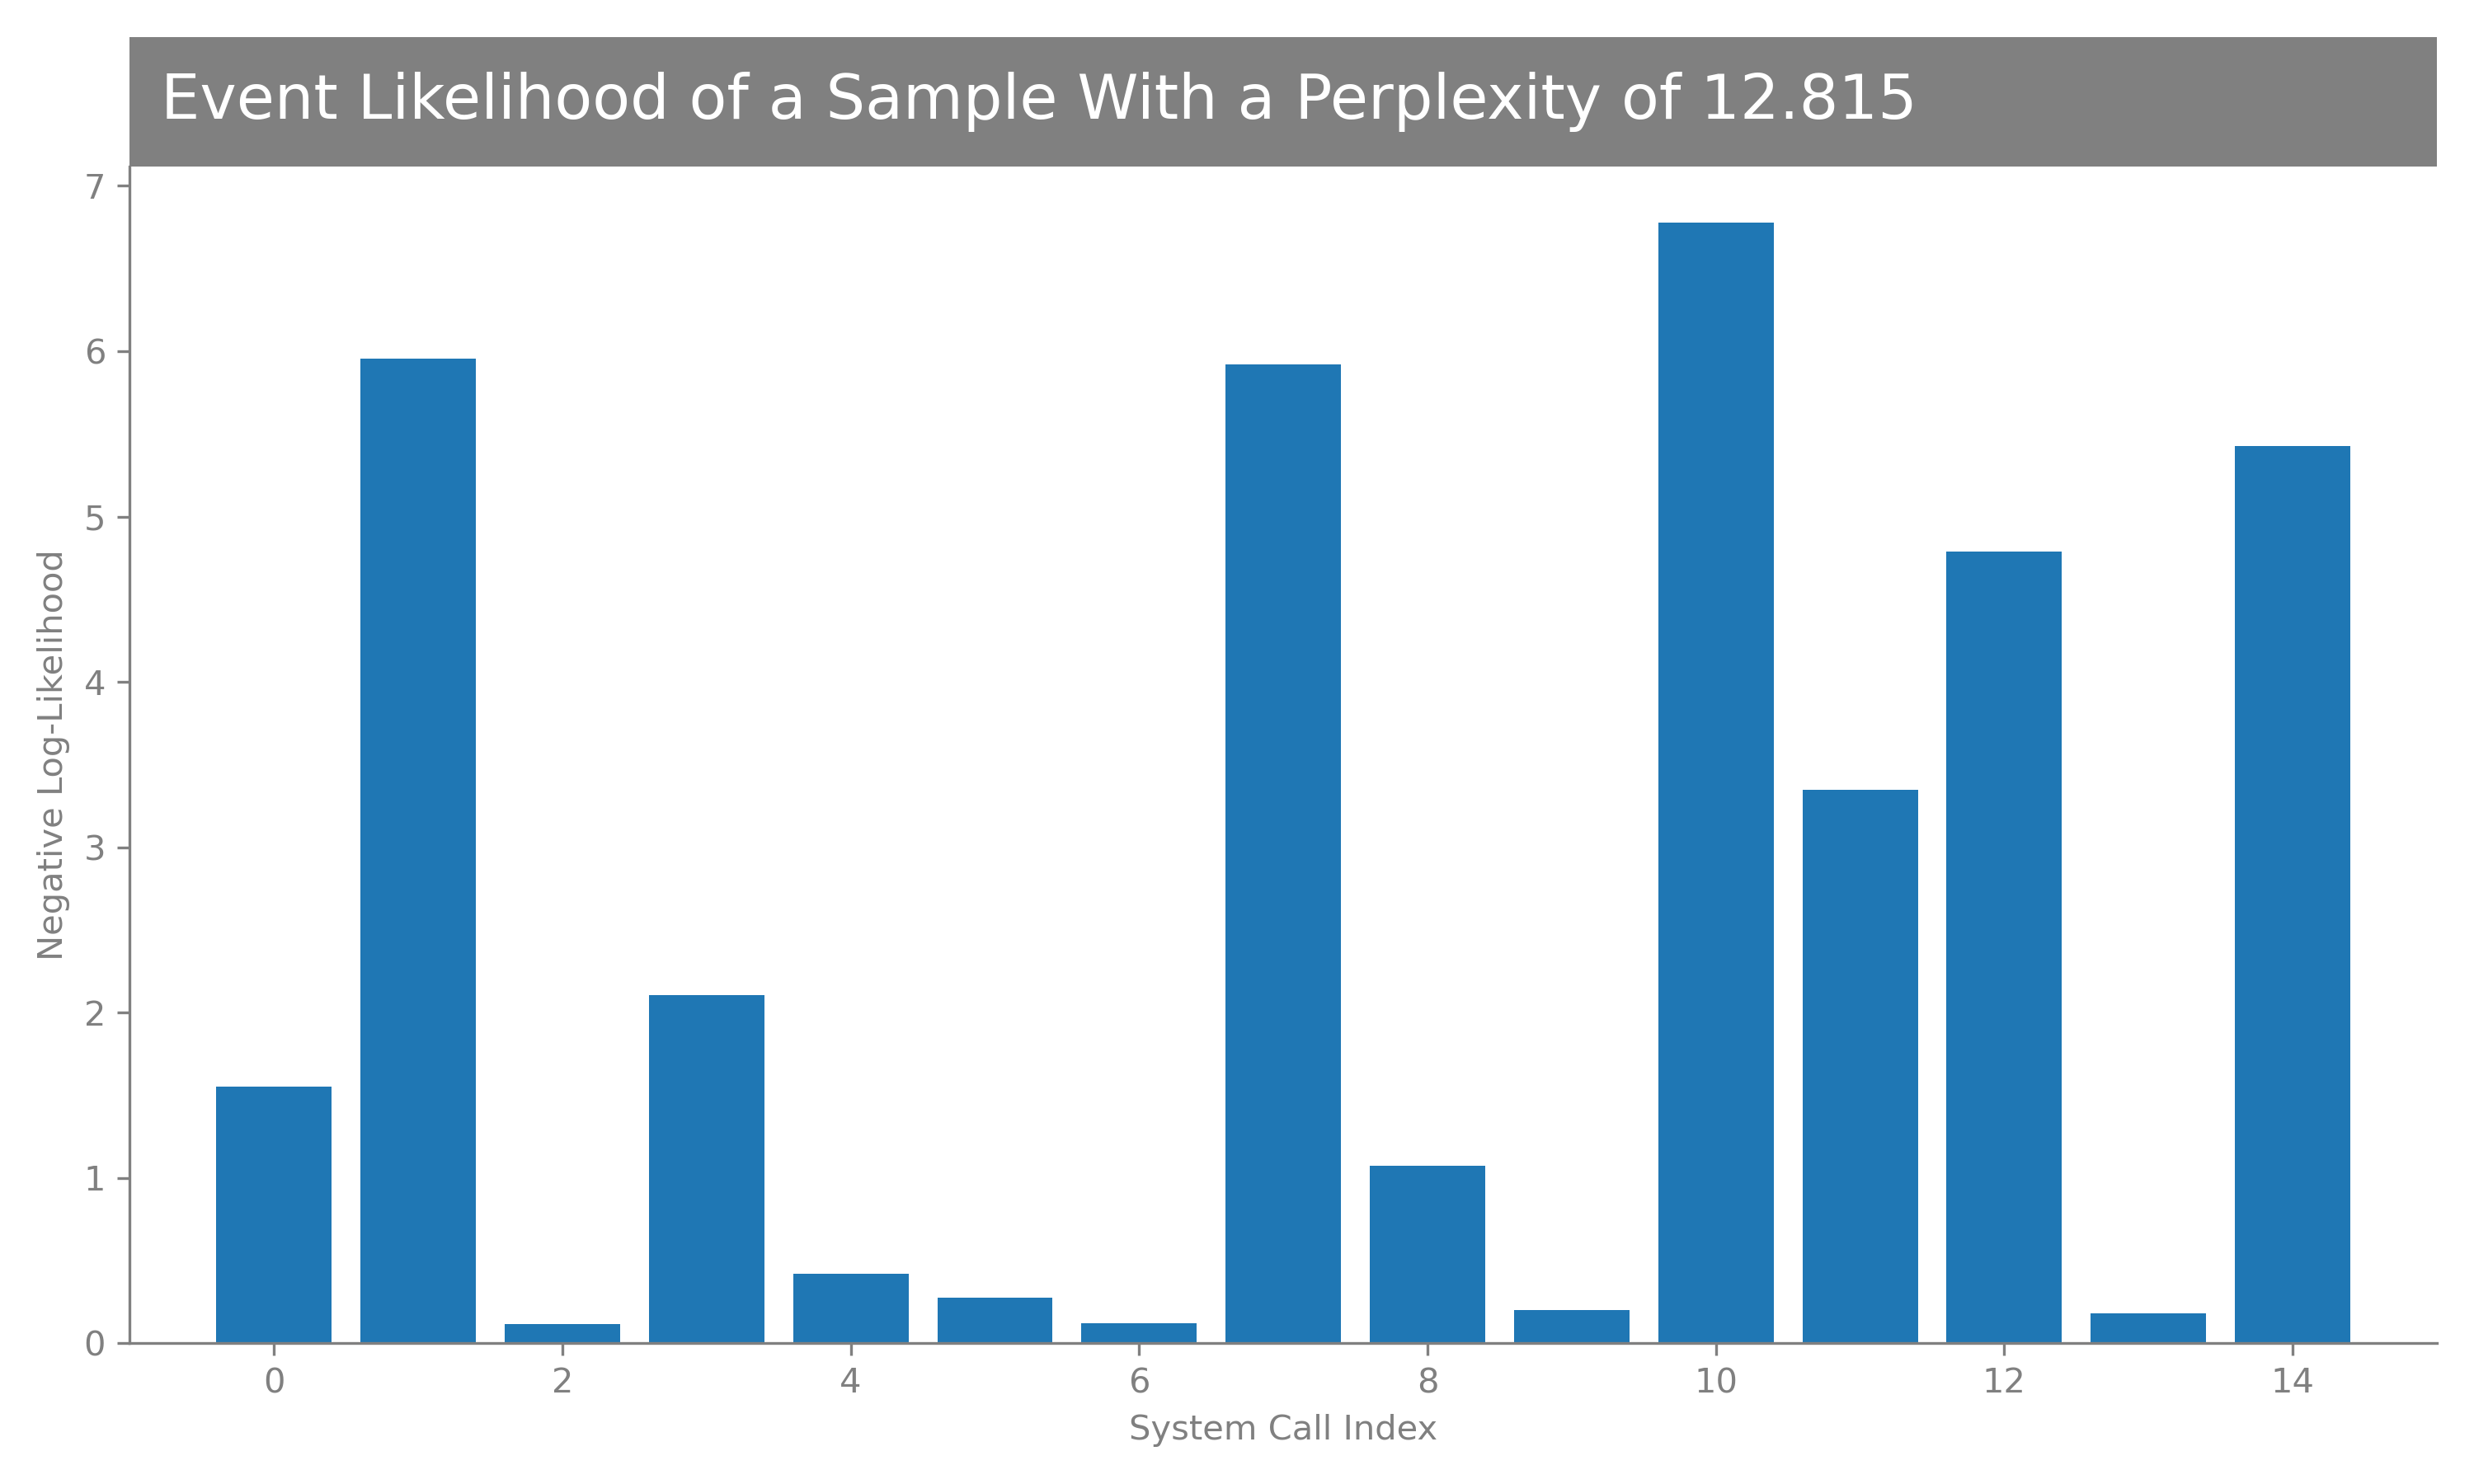 Event Likelihood of a Sample With a Perplexity of 12.815
7
6
5
4
3
2
1
0
Negative Log-Likelihood
0 2 4 6 8 10 12 14
System Call Index